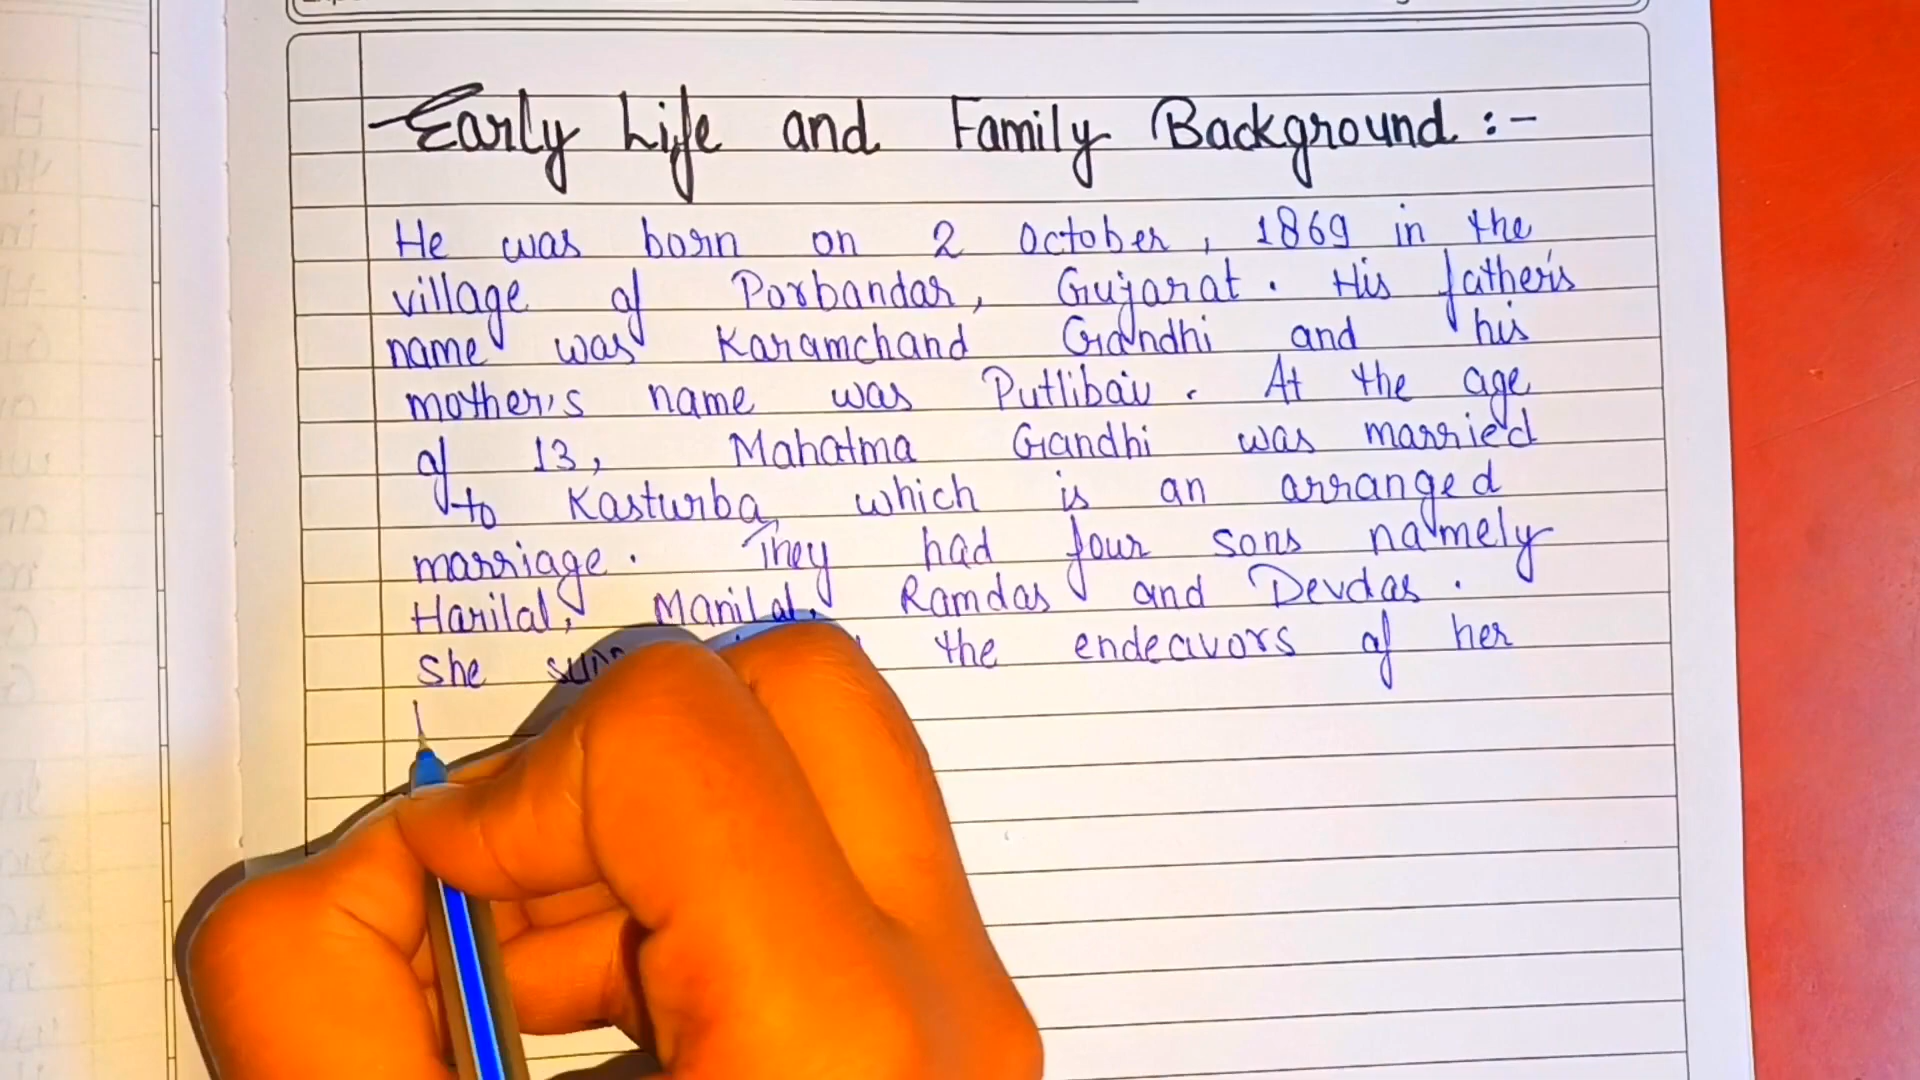 Early Life and Family Background :-
He was born on 2 October, 1869 in the
village of Porbandar, Gujarat. His father's
name was Karamchand Gandhi and his
mother's name was Putlibai. At the age
of 13, Mahatma Gandhi was married
to Kasturba which is an arranged
marriage. They had four sons namely
Harilal, Manilal, Ramdas and Devdas.
She the endeavors of her